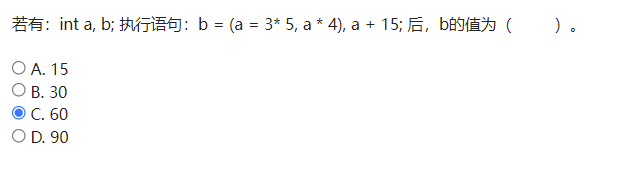 若有：int a, b; 执行语句：b = (a = 3* 5, a * 4), a + 15; 后，b的值为（ ）。
A. 15
B. 30
C. 60
D. 90